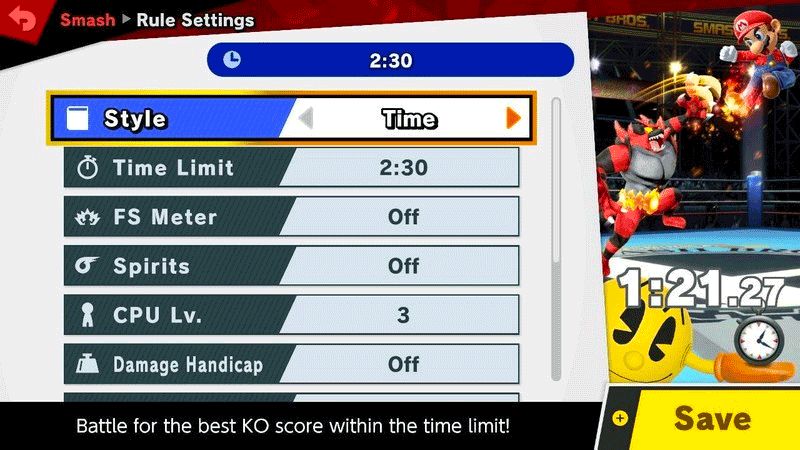 Smash ▶ Rule Settings
2:30
Style Time
Time Limit 2:30
FS Meter Off
Spirits Off
CPU Lv. 3
Damage Handicap Off
1:21.27
Battle for the best KO score within the time limit!
+ Save